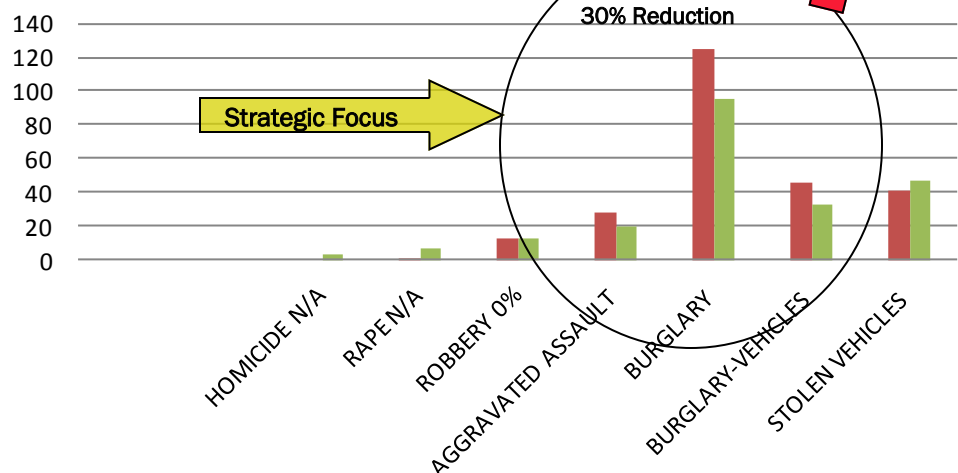 30% Reduction
140
120
100
80
60
40
20
0
Strategic Focus
HOMICIDE N/A
RAPE N/A
ROBBERY 0%
AGGRAVATED ASSAULT
BURGLARY
BURGLARY-VEHICLES
STOLEN VEHICLES